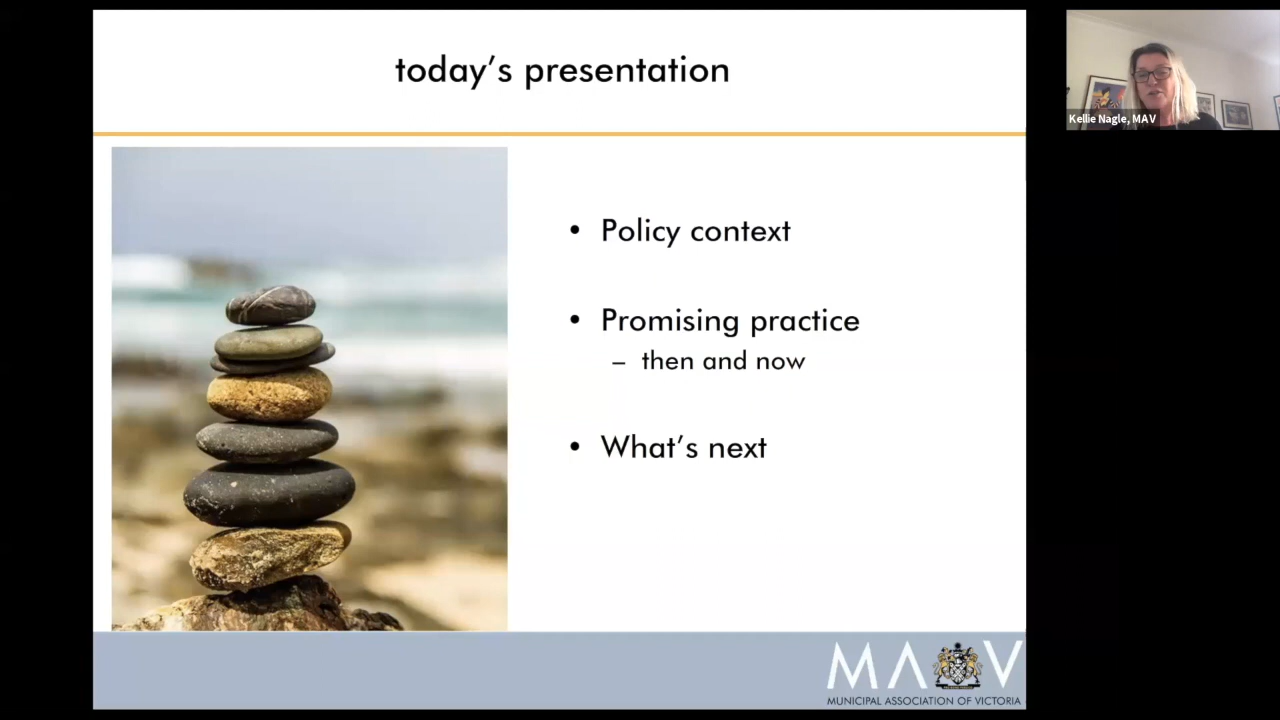 today's presentation
• Policy context
• Promising practice
– then and now
• What's next
MAV
MUNICIPAL ASSOCIATION OF VICTORIA
Kellie Nagle, MAV